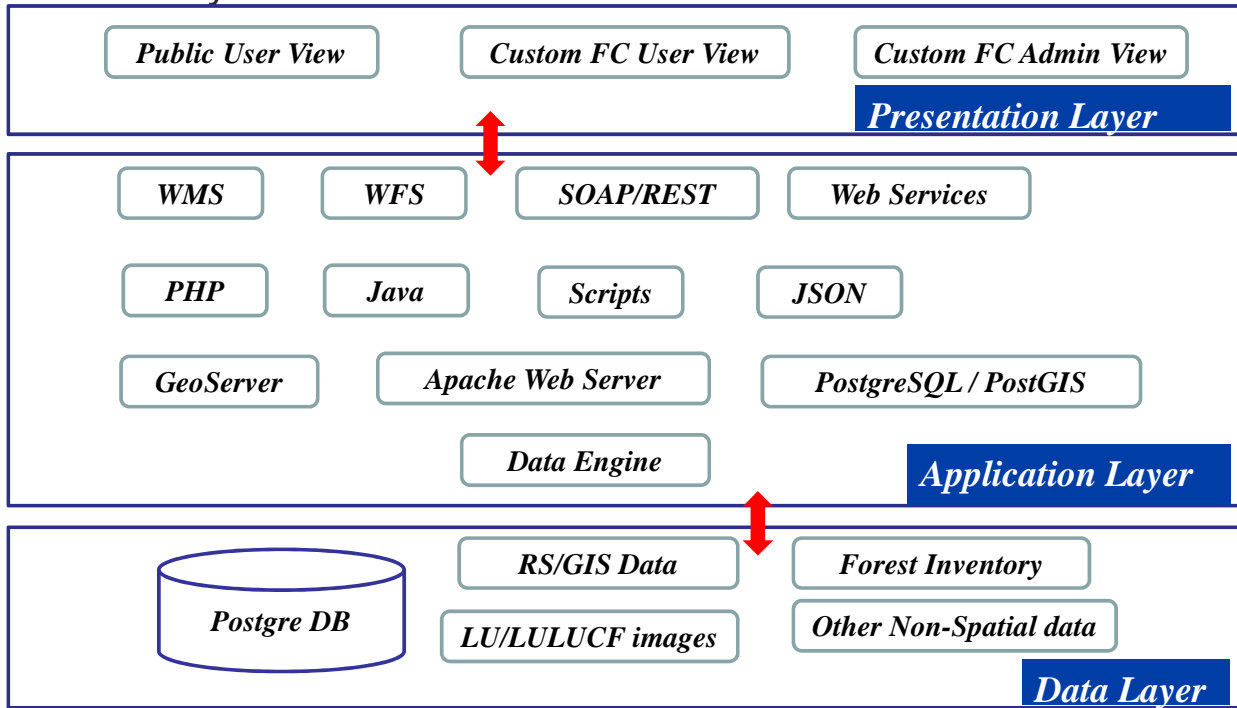 Public User View
Custom FC User View
Custom FC Admin View
Presentation Layer
WMS
WFS
SOAP/REST
Web Services
PHP
Java
Scripts
JSON
GeoServer
Apache Web Server
PostgreSQL / PostGIS
Data Engine
Application Layer
RS/GIS Data
Forest Inventory
Postgre DB
LU/LULUCF images
Other Non-Spatial data
Data Layer